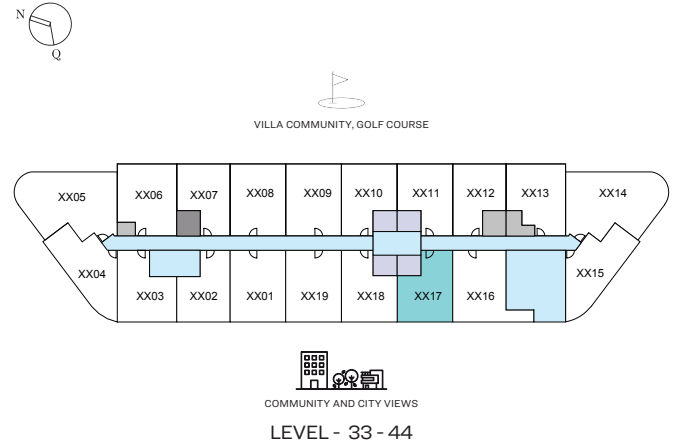 N
Q
VILLA COMMUNITY, GOLF COURSE
XX05 XX06 XX07 XX08 XX09 XX10 XX11 XX12 XX13 XX14
XX04 XX03 XX02 XX01 XX19 XX18 XX17 XX16 XX15
COMMUNITY AND CITY VIEWS
LEVEL - 33 - 44